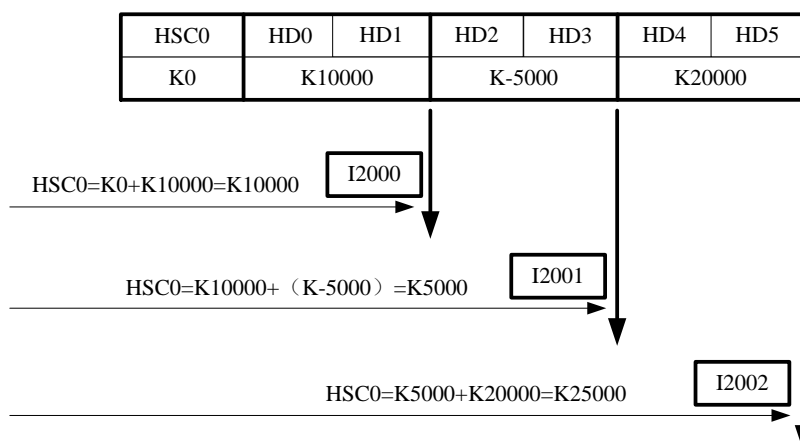 HSC0 HD0 HD1 HD2 HD3 HD4 HD5
K0 K10000 K-5000 K20000
I2000
HSC0=K0+K10000=K10000
I2001
HSC0=K10000+（K-5000）=K5000
I2002
HSC0=K5000+K20000=K25000